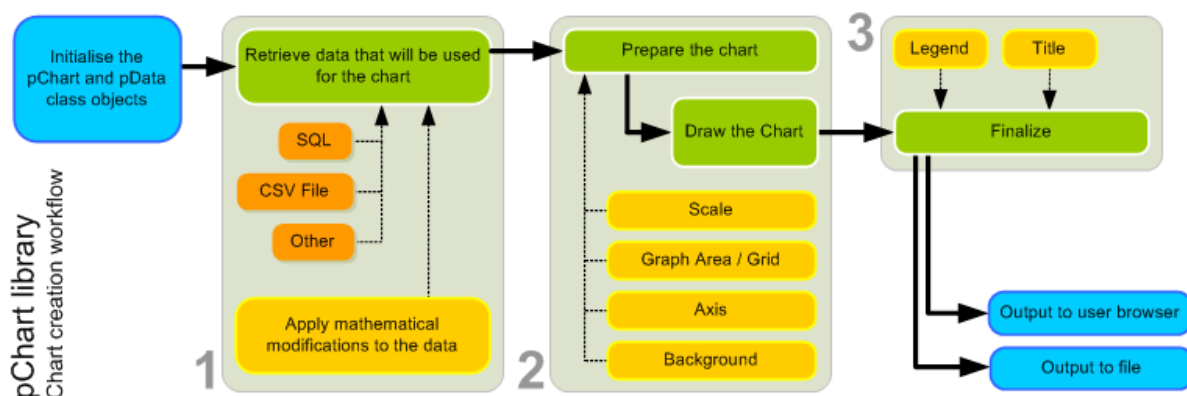 Initialise the
pChart and pData
class objects
pChart library
Chart creation workflow
1
Retrieve data that will be used
for the chart
SQL
CSV File
Other
Apply mathematical
modifications to the data
2
Prepare the chart
Draw the Chart
Scale
Graph Area / Grid
Axis
Background
3
Legend
Title
Finalize
Output to user browser
Output to file